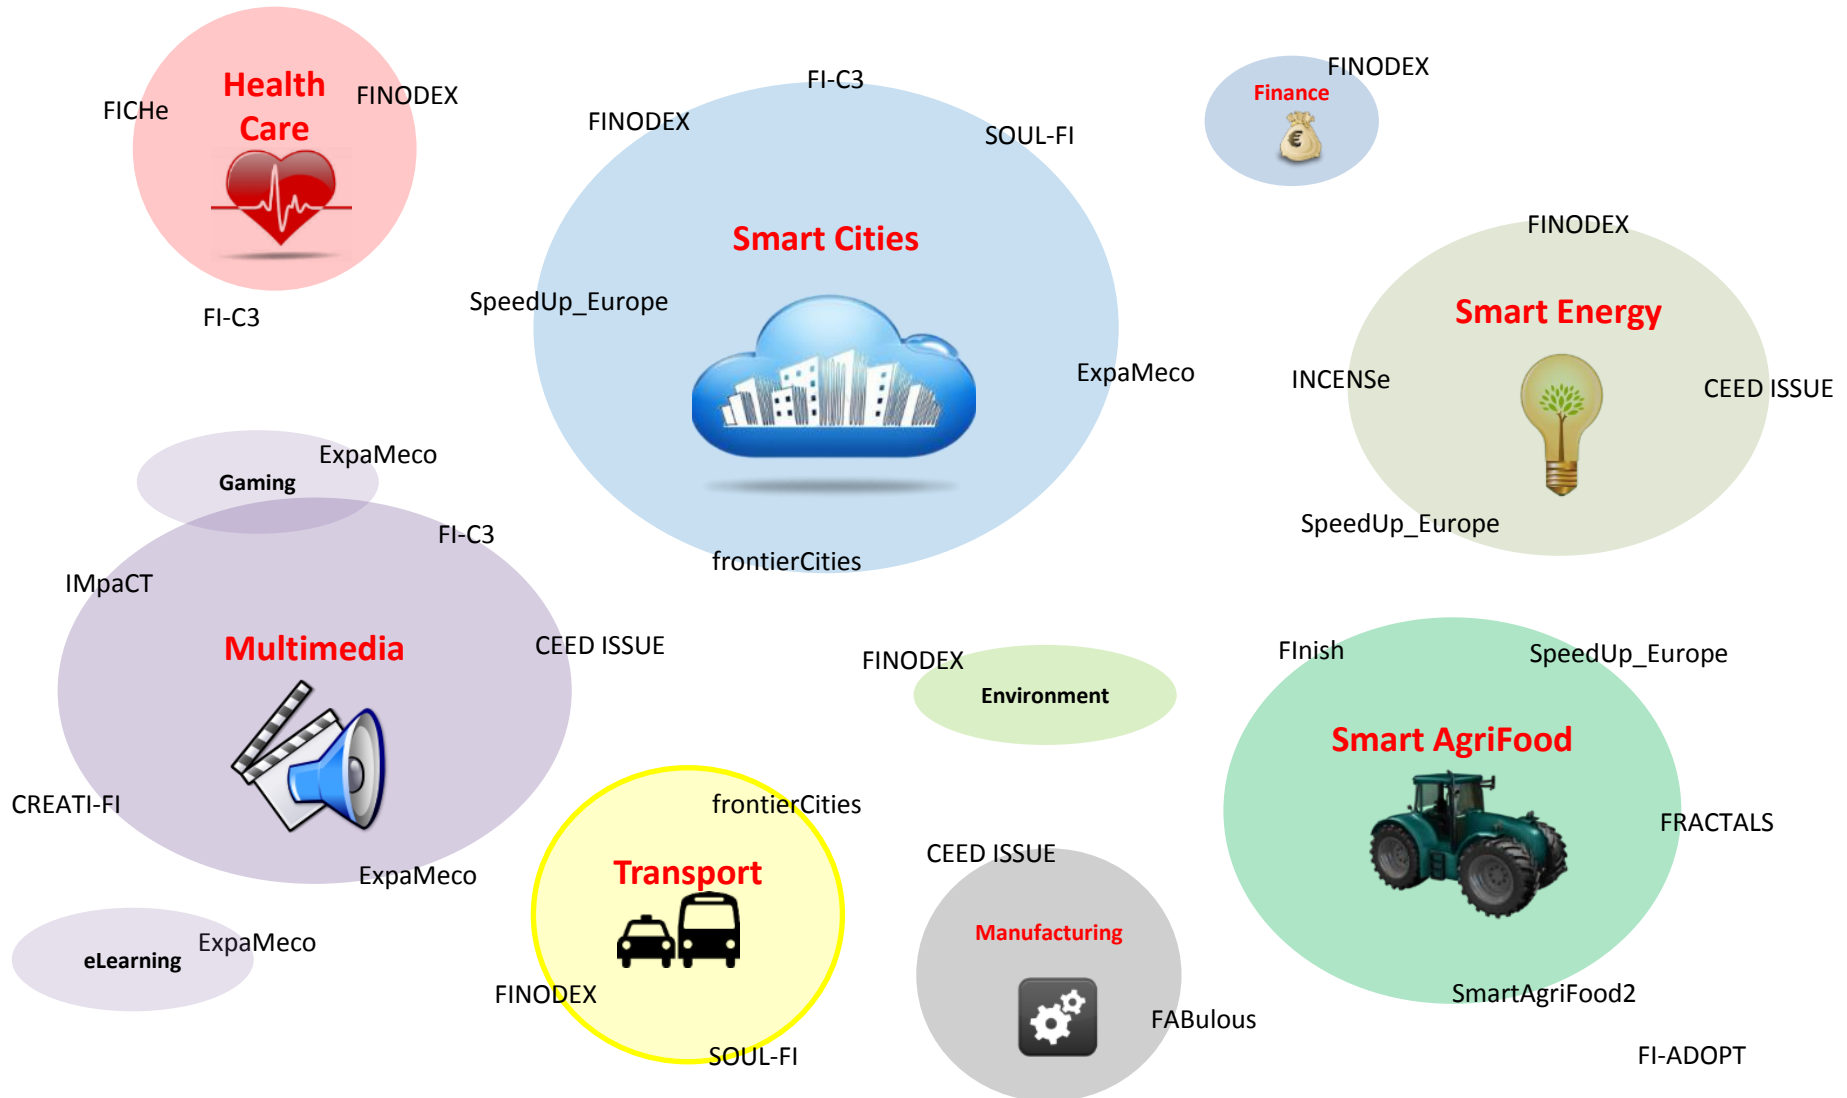 Health
Care
FICHe
FINODEX
FI-C3
FI-C3
FINODEX
SOUL-FI
Smart Cities
SpeedUp_Europe
ExpaMeco
frontierCities
FINODEX
Finance
€
FINODEX
Smart Energy
INCENSe
CEED ISSUE
SpeedUp_Europe
ExpaMeco
Gaming
FI-C3
IMpaCT
Multimedia
CEED ISSUE
CREATI-FI
ExpaMeco
ExpaMeco
eLearning
frontierCities
Transport
FINODEX
SOUL-FI
FINODEX
Environment
CEED ISSUE
Manufacturing
FABulous
FInish
SpeedUp_Europe
Smart AgriFood
FRACTALS
SmartAgriFood2
FI-ADOPT